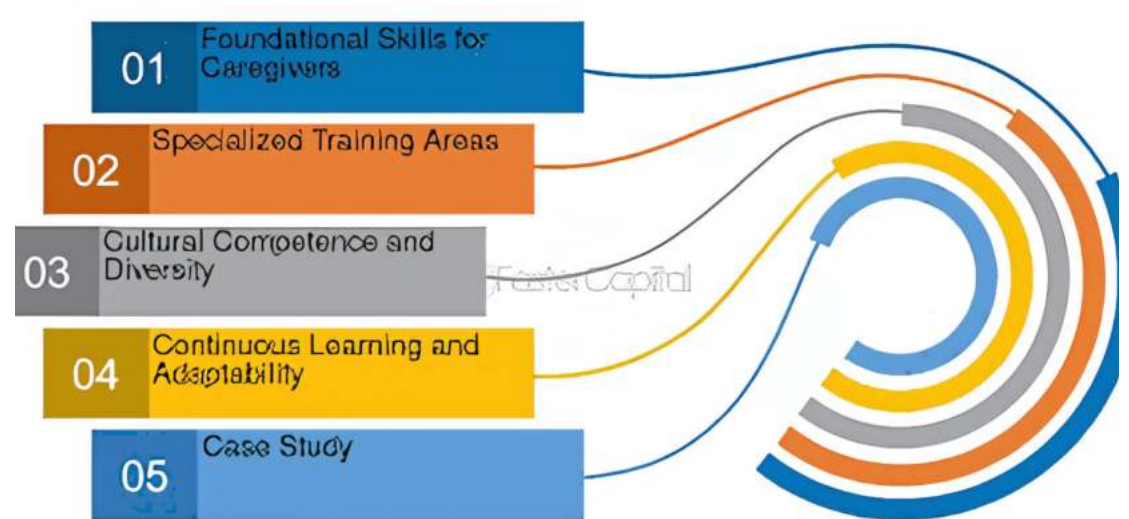 01
Foundational Skills for
Caregivers
02
Specialized Training Areas
03
Cultural Competence and
Diversity
FasterCapital
04
Continuous Learning and
Adaptability
05
Case Study